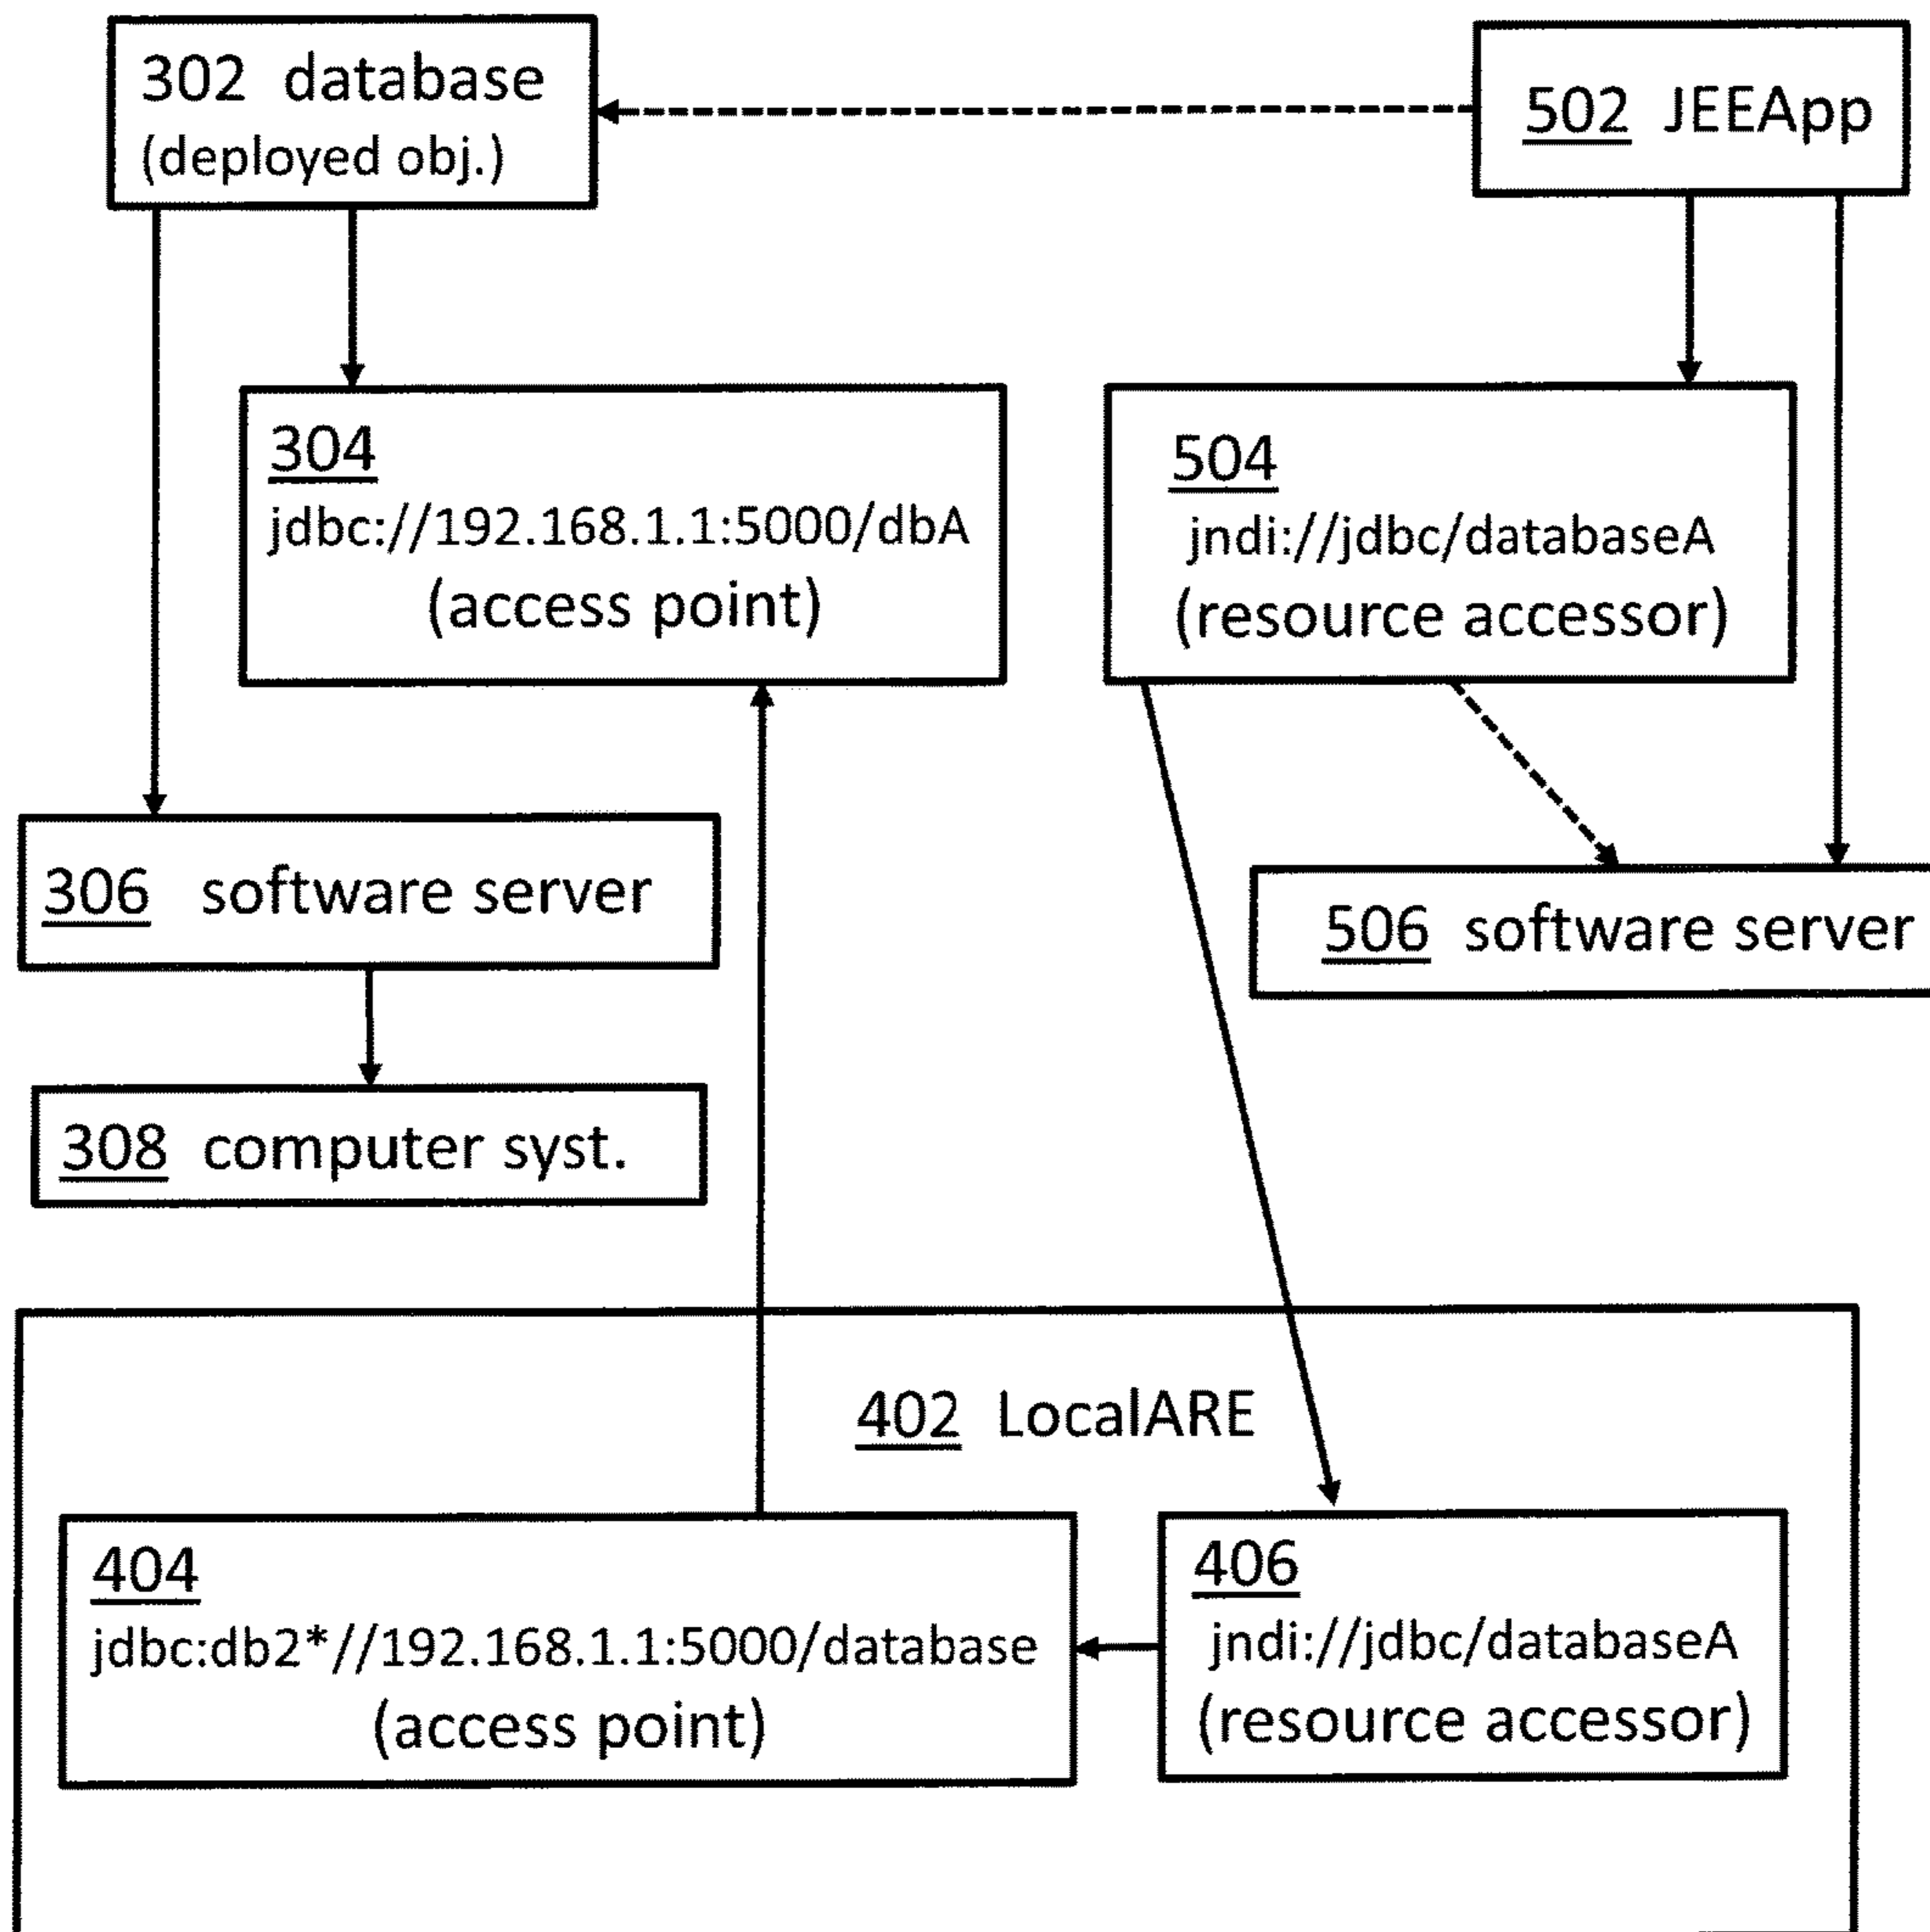 302 database
(deployed obj.)
502 JEEApp
304
jdbc://192.168.1.1:5000/dbA
(access point)
504
jndi://jdbc/databaseA
(resource accessor)
306 software server
506 software server
308 computer syst.
402 LocalARE
404
jdbc:db2*//192.168.1.1:5000/database
(access point)
406
jndi://jdbc/databaseA
(resource accessor)